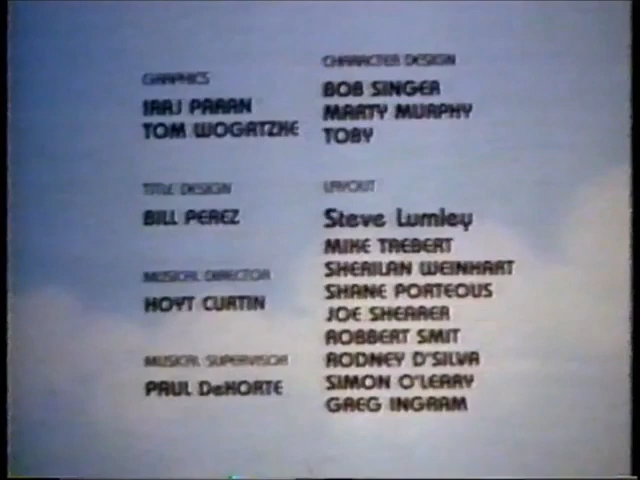 GRAPHICS
IRAJ PARAN
TOM WOGATZKE
TITLE DESIGN
BILL PEREZ
MUSICAL DIRECTOR
HOYT CURTIN
MUSICAL SUPERVISOR
PAUL DeKORTE
CHARACTER DESIGN
BOB SINGER
MARTY MURPHY
TOBY
LAYOUT
Steve Lumley
MIKE TREBERT
SHERILAN WEINHART
SHANE PORTEOUS
JOE SHEARER
ROBBERT SMIT
RODNEY D'SILVA
SIMON O'LEARY
GREG INGRAM